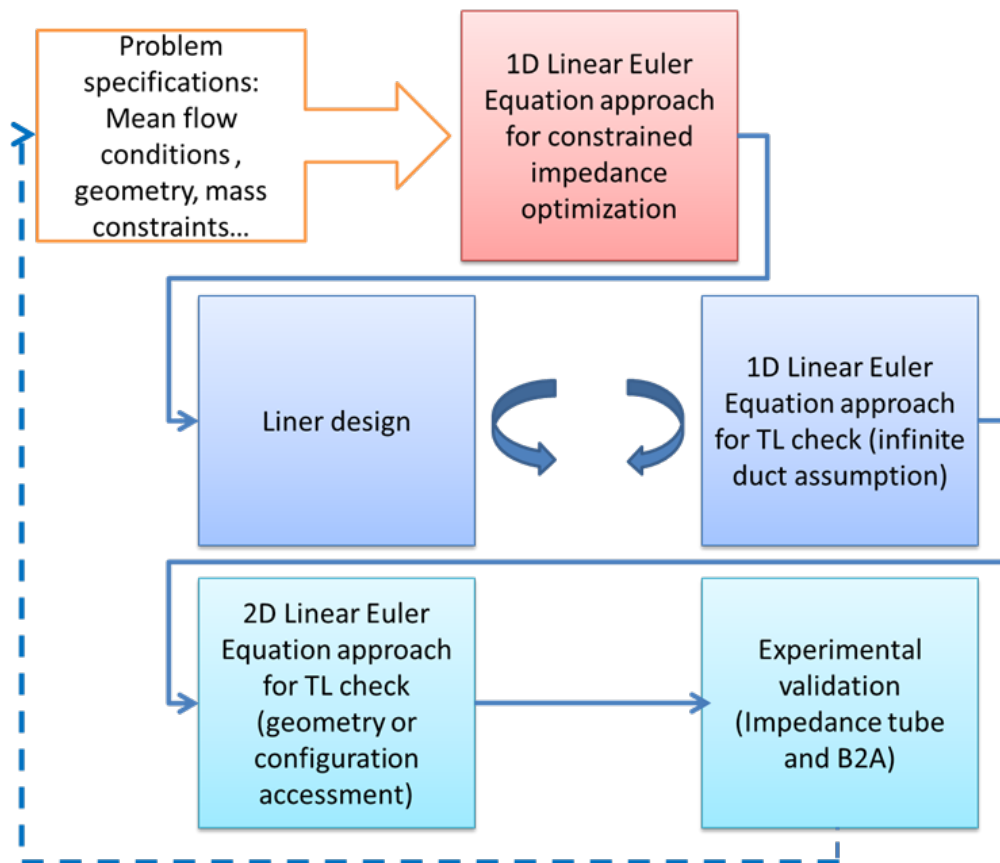 Problem
specifications:
Mean flow
conditions ,
geometry, mass
constraints...
1D Linear Euler
Equation approach
for constrained
impedance
optimization
Liner design
1D Linear Euler
Equation approach
for TL check (infinite
duct assumption)
2D Linear Euler
Equation approach
for TL check
(geometry or
configuration
accessment)
Experimental
validation
(Impedance tube
and B2A)